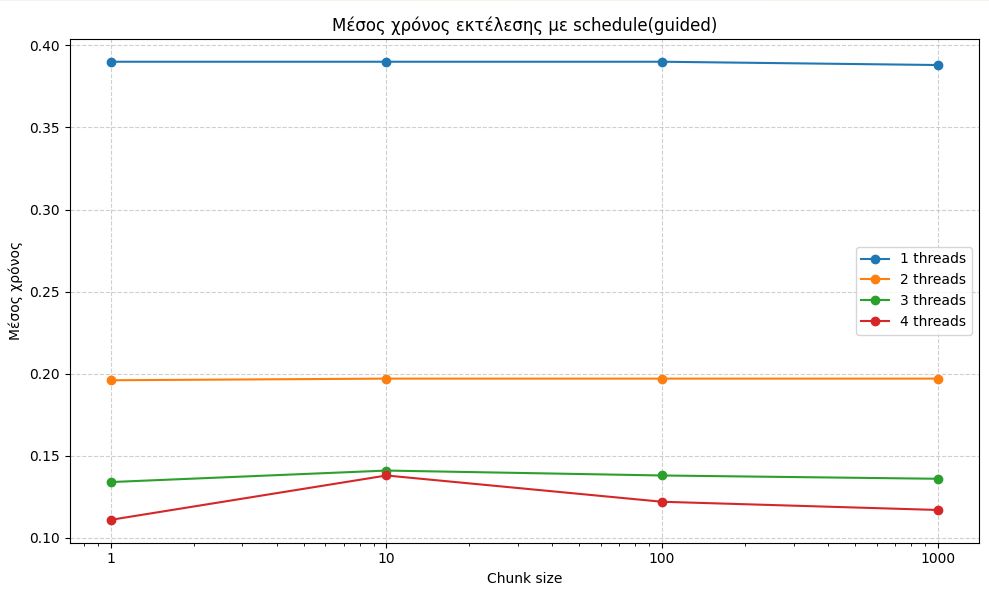 Μέσος χρόνος εκτέλεσης με schedule(guided)
0.40
0.35
0.30
0.25
0.20
0.15
0.10
Μέσος χρόνος
1 threads
2 threads
3 threads
4 threads
1
10
100
1000
Chunk size